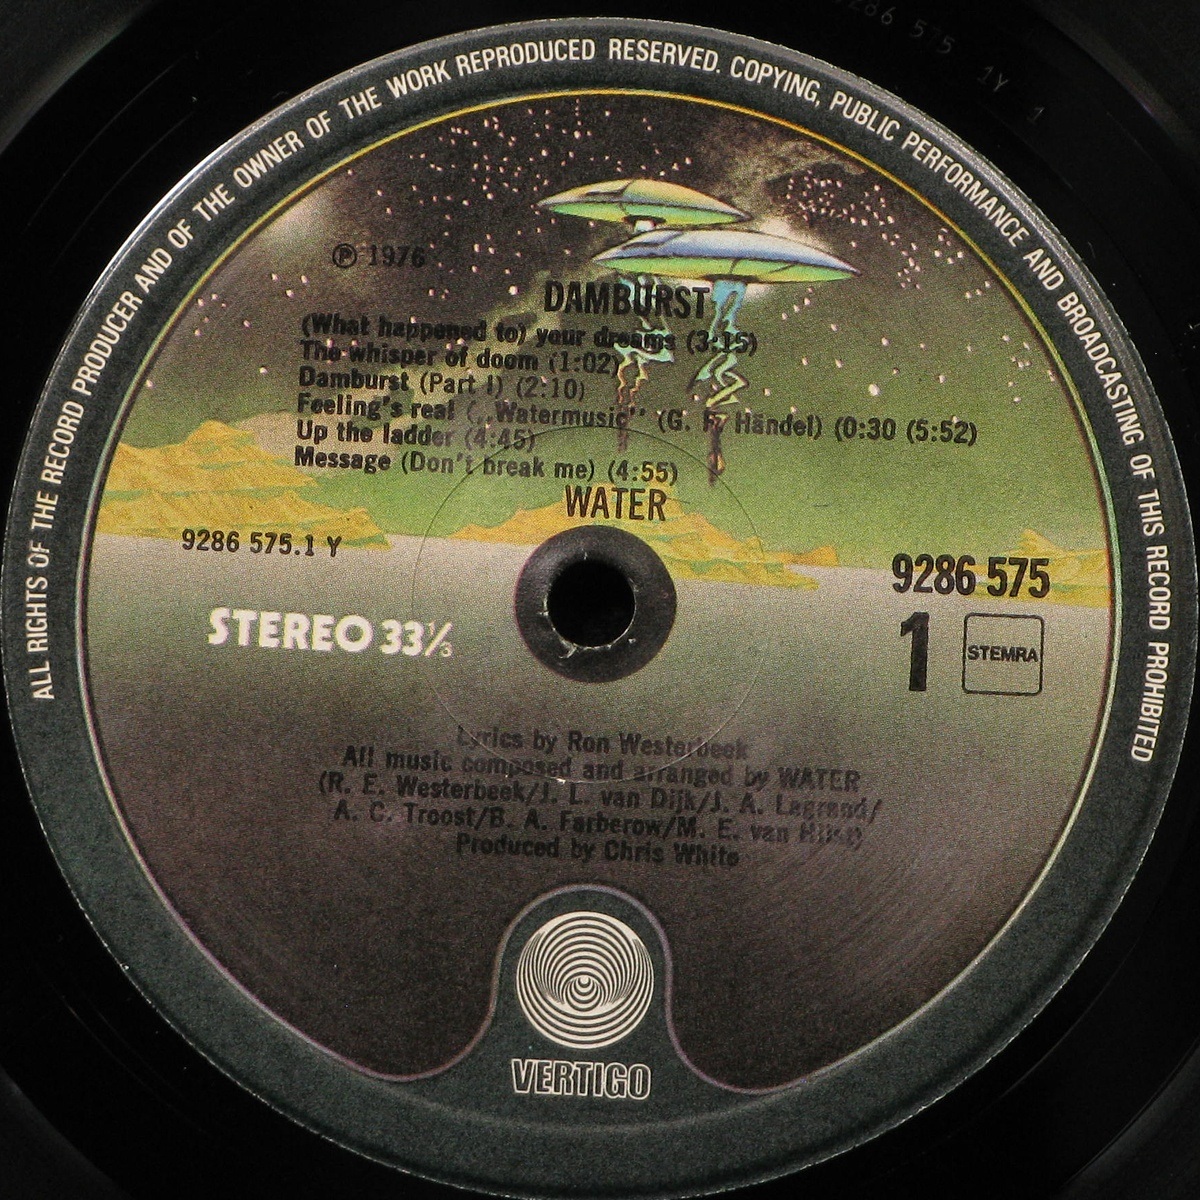 ALL RIGHTS OF THE RECORD PRODUCER AND OF THE OWNER OF THE WORK REPRODUCED RESERVED. COPYING, PUBLIC PERFORMANCE AND BROADCASTING OF THIS RECORD PROHIBITED
9286 575 1Y 1
℗ 1976
DAMBURST
(What happened to) your dreams (3:15)
The whisper of doom (1:02)
Damburst (Part I) (2:10)
Feeling's real („Watermusic" (G. F. Händel) (0:30 (5:52)
Up the ladder (4:45)
Message (Don't break me) (4:55)
WATER
9286 575.1 Y
9286 575
STEREO 33⅓
1 STEMRA
Lyrics by Ron Westerbeek
All music composed and arranged by WATER
(R. E. Westerbeek/J. L. van Dijk/J. A. Lagrand/
A. C. Troost/B. A. Farberow/M. E. van
Produced by Chris White
VERTIGO